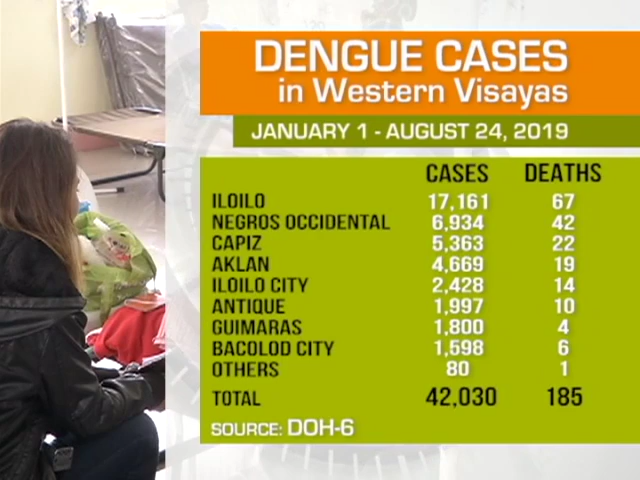 DENGUE CASES
in Western Visayas
JANUARY 1 - AUGUST 24, 2019
CASES DEATHS
ILOILO 17,161 67
NEGROS OCCIDENTAL 6,934 42
CAPIZ 5,363 22
AKLAN 4,669 19
ILOILO CITY 2,428 14
ANTIQUE 1,997 10
GUIMARAS 1,800 4
BACOLOD CITY 1,598 6
OTHERS 80 1
TOTAL 42,030 185
SOURCE: DOH-6